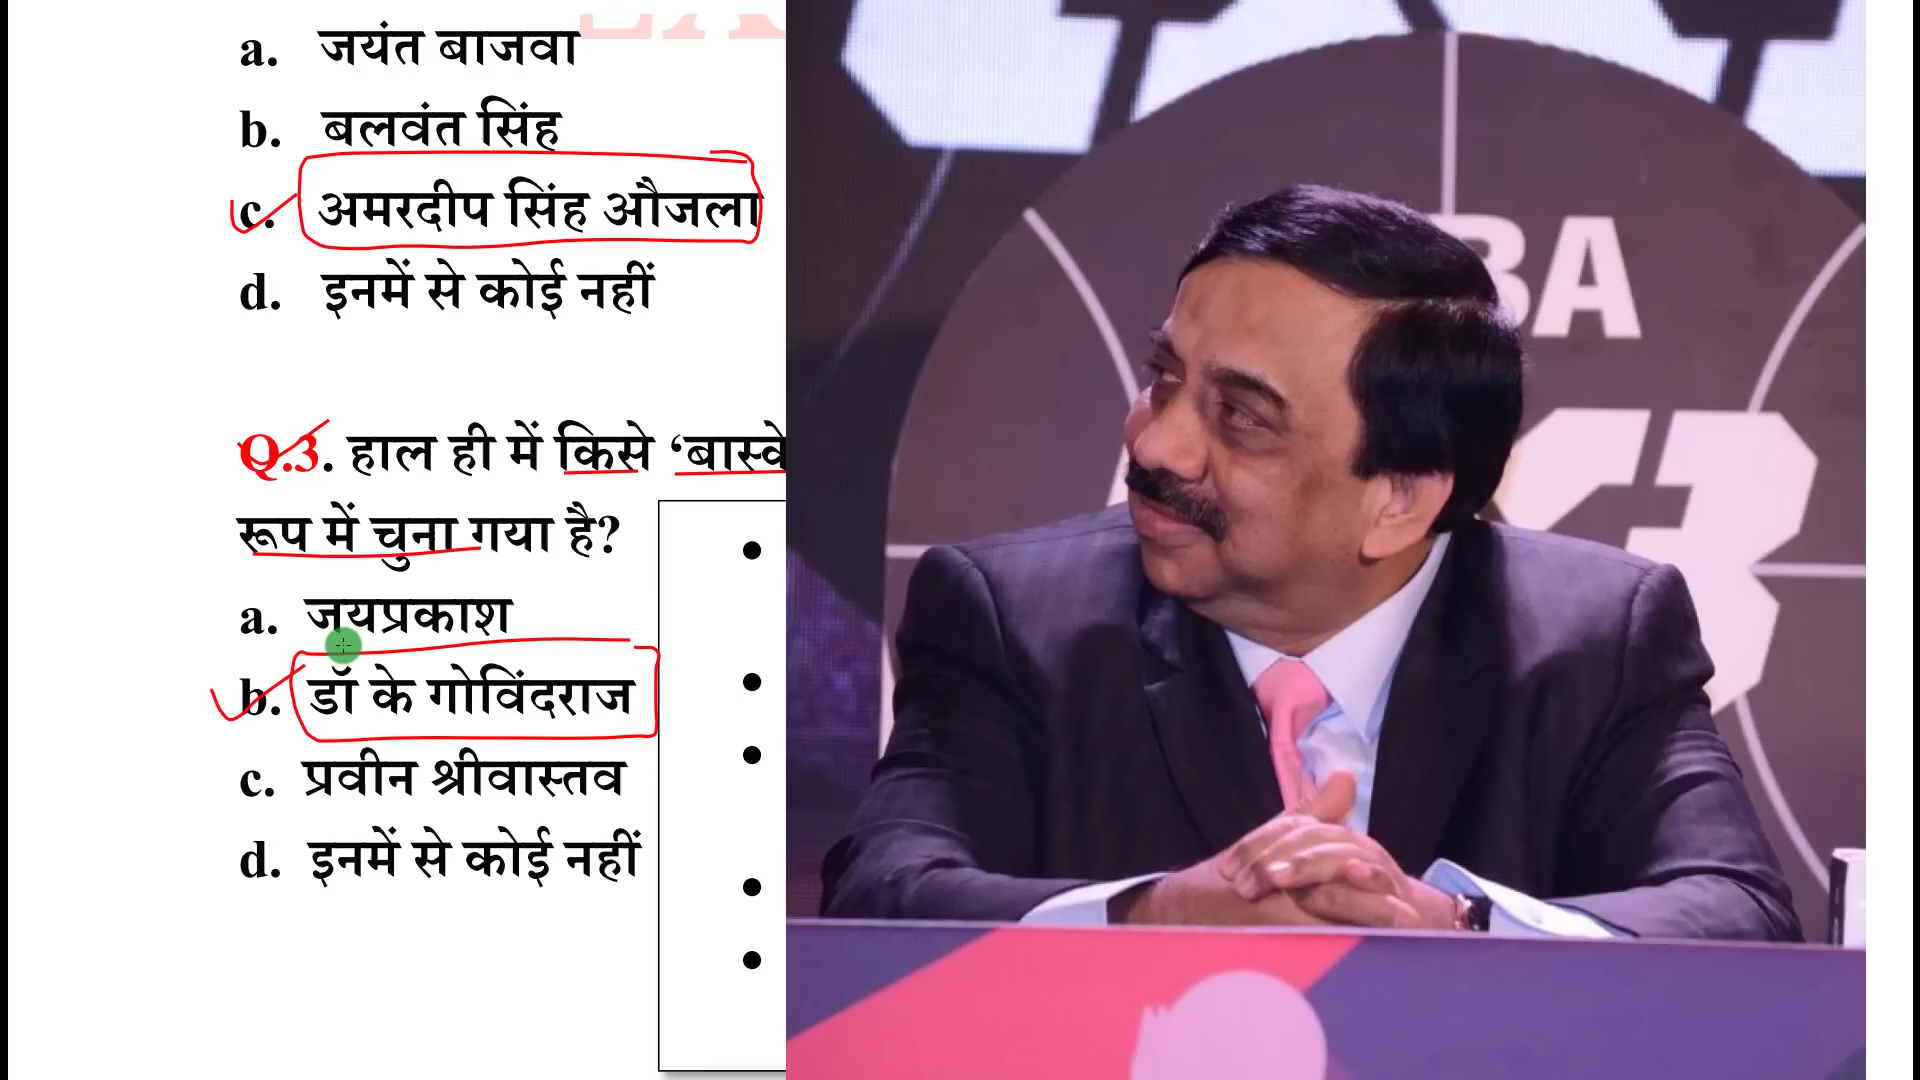 a. जयंत बाजवा
b. बलवंत सिंह
c. अमरदीप सिंह औजला
d. इनमें से कोई नहीं
Q.3. हाल ही में किसे ‘बास्वे
रूप में चुना गया है?
a. जयप्रकाश
b. डॉ के गोविंदराज
c. प्रवीन श्रीवास्तव
d. इनमें से कोई नहीं
BA